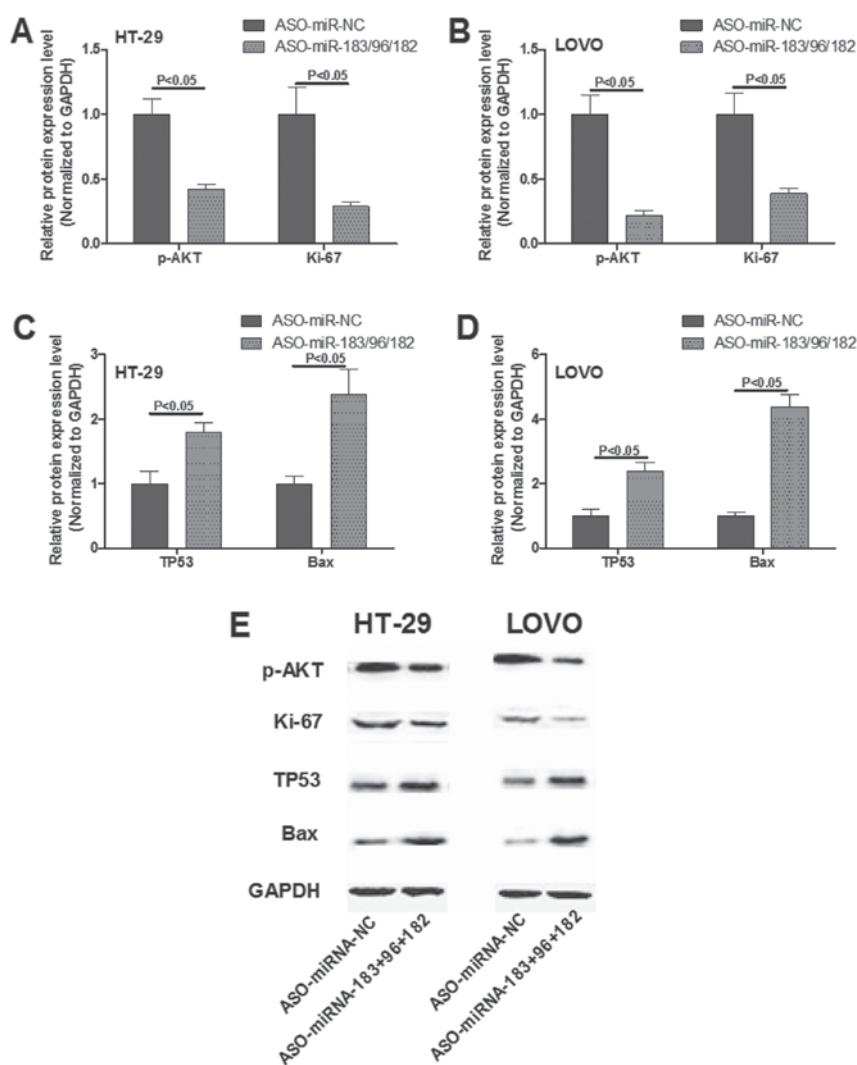 A
HT-29
ASO-miR-NC
ASO-miR-183/96/182
Relative protein expression level
(Normalized to GAPDH)
1.5
1.0
0.5
0.0
P<0.05
P<0.05
p-AKT
Ki-67
B
LOVO
ASO-miR-NC
ASO-miR-183/96/182
Relative protein expression level
(Normalized to GAPDH)
1.5
1.0
0.5
0.0
P<0.05
P<0.05
p-AKT
Ki-67
C
HT-29
ASO-miR-NC
ASO-miR-183/96/182
Relative protein expression level
(Normalized to GAPDH)
3
2
1
0
P<0.05
P<0.05
TP53
Bax
D
LOVO
ASO-miR-NC
ASO-miR-183/96/182
Relative protein expression level
(Normalized to GAPDH)
6
4
2
0
P<0.05
P<0.05
TP53
Bax
E
HT-29
LOVO
p-AKT
Ki-67
TP53
Bax
GAPDH
ASO-miRNA-NC
ASO-miRNA-183+96+182
ASO-miRNA-NC
ASO-miRNA-183+96+182